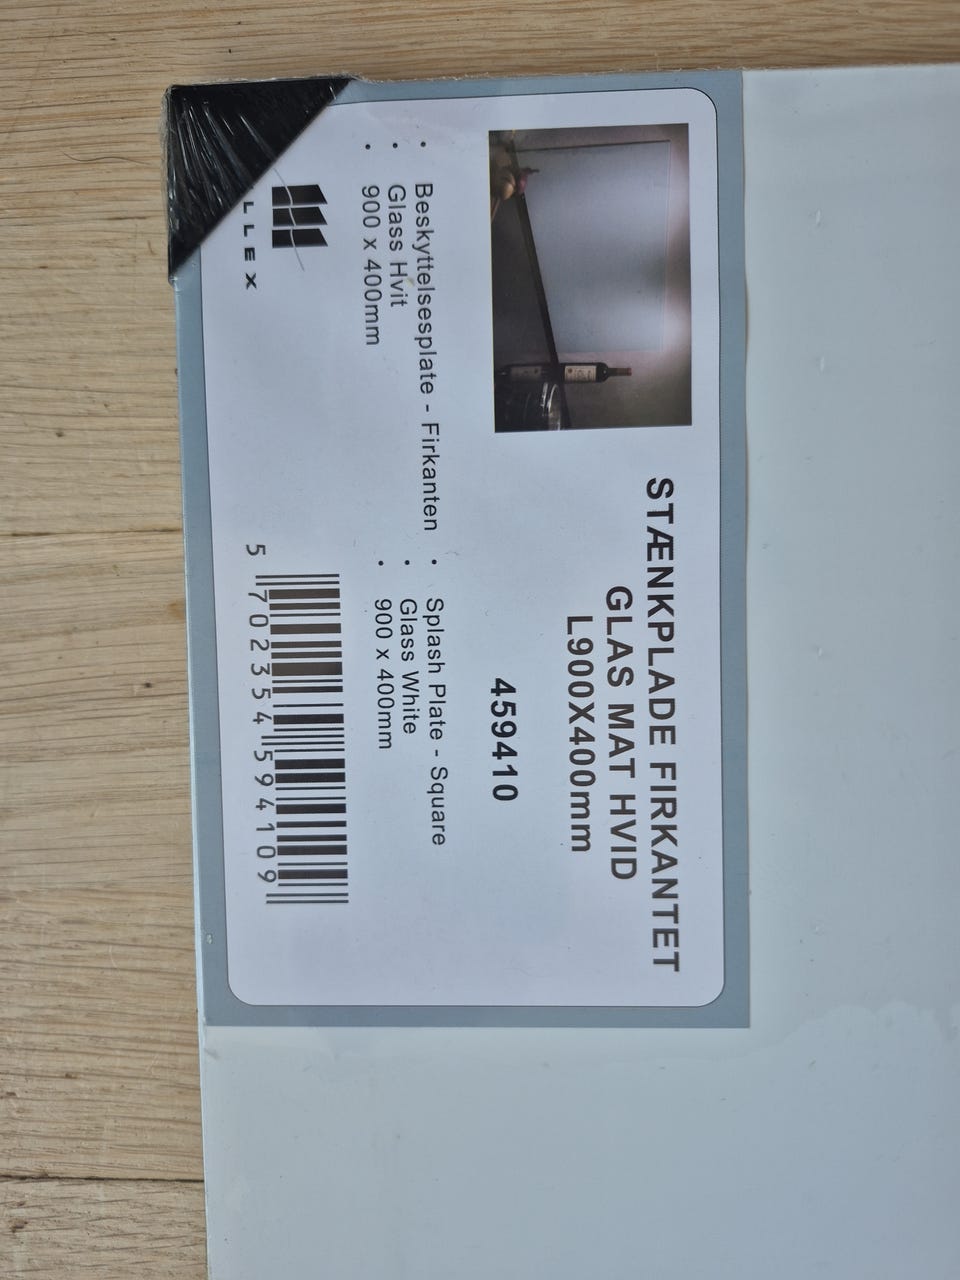 STÆNKPLADE FIRKANTET
GLAS MAT HVID
L900X400mm
459410
• Beskyttelsesplate - Firkanten
• Glass Hvit
• 900 x 400mm
• Splash Plate - Square
• Glass White
• 900 x 400mm
LLEX
5 702354 594109